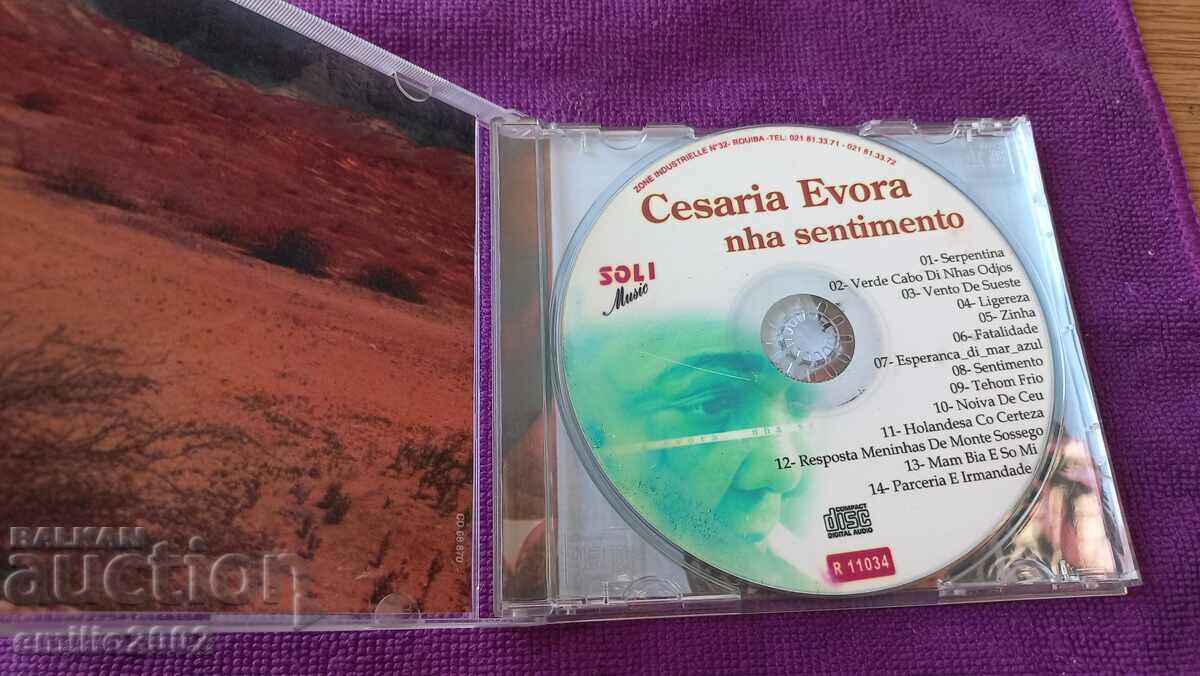 ZONE INDUSTRIELLE N°32- ROUIBA -TEL: 021 81.33.71 - 021 81.33.72
Cesaria Evora
nha sentimento
SOLI
Music
01- Serpentina
02- Verde Cabo Di Nhas Odjos
03- Vento De Sueste
04- Ligereza
05- Zinha
06- Fatalidade
07- Esperanca_di_mar_azul
08- Sentimento
09- Tehom Frio
10- Noiva De Ceu
11- Holandesa Co Certeza
12- Resposta Meninhas De Monte Sossego
13- Mam Bia E So Mi
14- Parceria E Irmandade
COMPACT
disc
DIGITAL AUDIO
R 11034
CD 08 870
BALKAN
auction
emilio2002